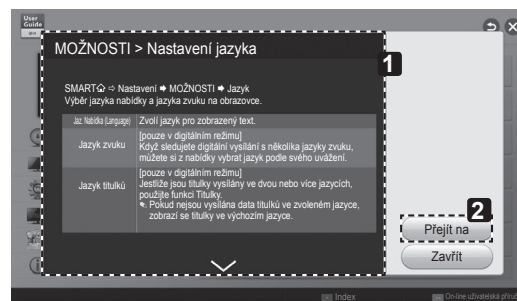 User
Guide
MOŽNOSTI > Nastavení jazyka
1
SMART ⇨ Nastavení ➡ MOŽNOSTI ➡ Jazyk
Výběr jazyka nabídky a jazyka zvuku na obrazovce.
Jaz. Nabídka (Language) Zvolí jazyk pro zobrazený text.
[pouze v digitálním režimu]
Jazyk zvuku Když sledujete digitální vysílání s několika jazyky zvuku,
můžete si z nabídky vybrat jazyk podle svého uvážení.
[pouze v digitálním režimu]
Jazyk titulků Jestliže jsou titulky vysílány ve dvou nebo více jazycích,
použijte funkci Titulky.
Pokud nejsou vysílána data titulků ve zvoleném jazyce,
zobrazí se titulky ve výchozím jazyce.
2
Přejít na
Zavřít
Index
On-line uživatelská příruč